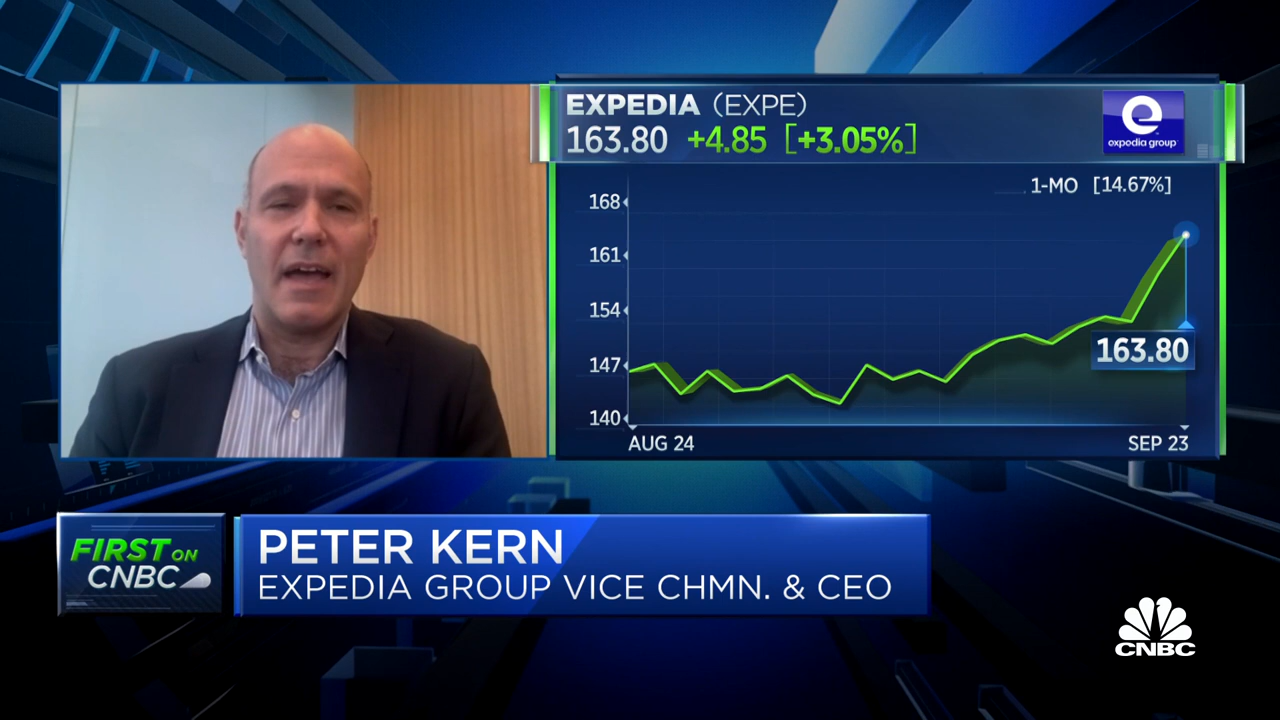 EXPEDIA (EXPE)
163.80 +4.85 [+3.05%]
e
expedia group
1-MO [14.67%]
168
161
154
147
140
163.80
AUG 24
SEP 23
FIRST ON
CNBC
PETER KERN
EXPEDIA GROUP VICE CHMN. & CEO
CNBC